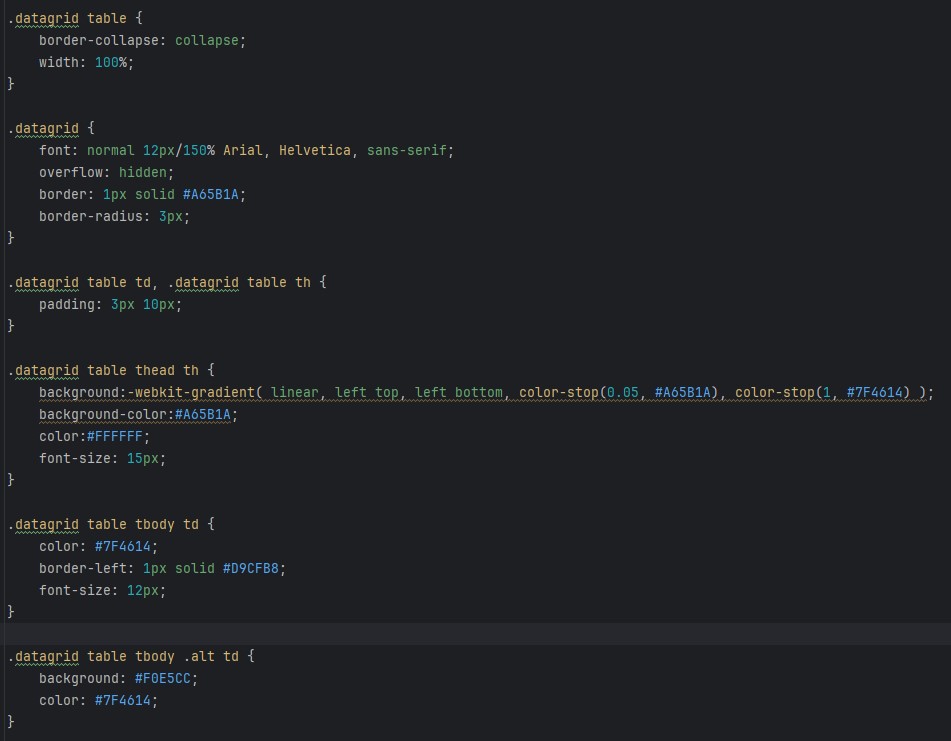 .datagrid table {
    border-collapse: collapse;
    width: 100%;
}

.datagrid {
    font: normal 12px/150% Arial, Helvetica, sans-serif;
    overflow: hidden;
    border: 1px solid #A65B1A;
    border-radius: 3px;
}

.datagrid table td, .datagrid table th {
    padding: 3px 10px;
}

.datagrid table thead th {
    background:-webkit-gradient( linear, left top, left bottom, color-stop(0.05, #A65B1A), color-stop(1, #7F4614) );
    background-color:#A65B1A;
    color:#FFFFFF;
    font-size: 15px;
}

.datagrid table tbody td {
    color: #7F4614;
    border-left: 1px solid #D9CFB8;
    font-size: 12px;
}

.datagrid table tbody .alt td {
    background: #F0E5CC;
    color: #7F4614;
}